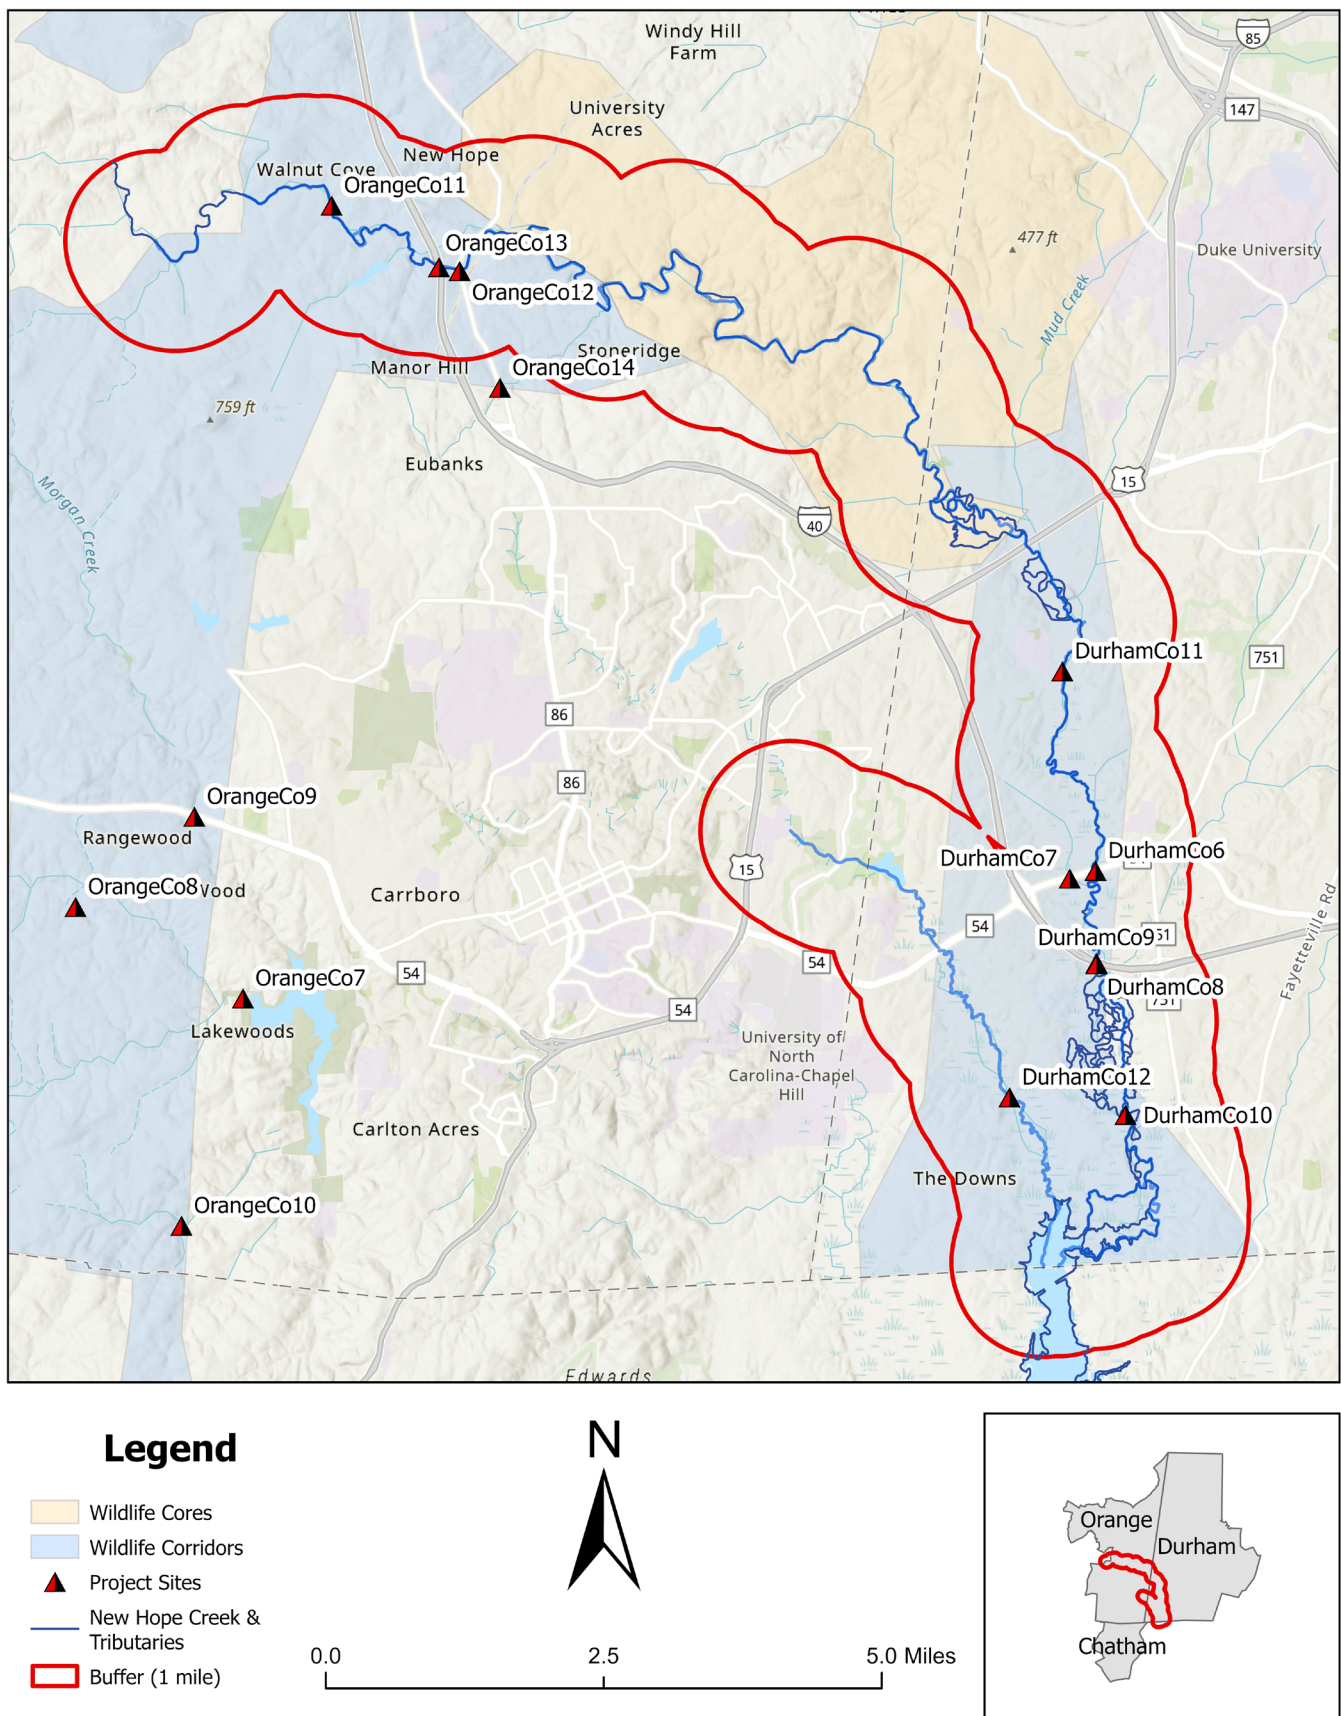 Windy Hill
Farm
85
147
University
Acres
New Hope
Walnut Cove
OrangeCo11
OrangeCo13
OrangeCo12
477 ft
Mud Creek
Duke University
Stoneridge
Manor Hill
OrangeCo14
759 ft
Eubanks
Morgan Creek
15
40
DurhamCo11
751
86
86
OrangeCo9
Rangewood
OrangeCo8
Wood
Carrboro
15
DurhamCo7
DurhamCo6
54
DurhamCo9
51
Fayetteville Rd
54
54
OrangeCo7
Lakewoods
DurhamCo8
751
54
University of
North
Carolina-Chapel
Hill
DurhamCo12
DurhamCo10
Carlton Acres
The Downs
OrangeCo10
Edwards
Legend
Wildlife Cores
Wildlife Corridors
Project Sites
New Hope Creek &
Tributaries
Buffer (1 mile)
N
0.0
2.5
5.0 Miles
Orange
Durham
Chatham